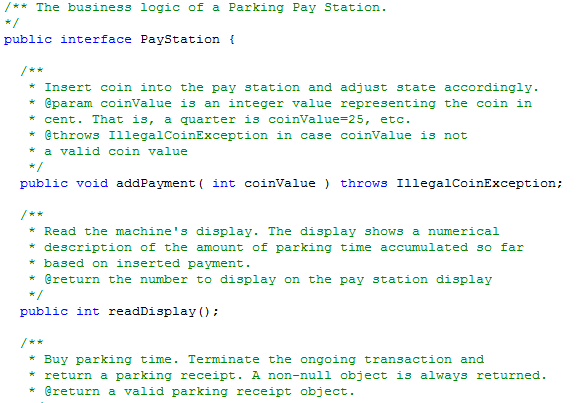 /** The business logic of a Parking Pay Station.
*/
public interface PayStation {
/**
* Insert coin into the pay station and adjust state accordingly.
* @param coinValue is an integer value representing the coin in
* cent. That is, a quarter is coinValue=25, etc.
* @throws IllegalCoinException in case coinValue is not
* a valid coin value
*/
public void addPayment( int coinValue ) throws IllegalCoinException;
/**
* Read the machine's display. The display shows a numerical
* description of the amount of parking time accumulated so far
* based on inserted payment.
* @return the number to display on the pay station display
*/
public int readDisplay();
/**
* Buy parking time. Terminate the ongoing transaction and
* return a parking receipt. A non-null object is always returned.
* @return a valid parking receipt object.